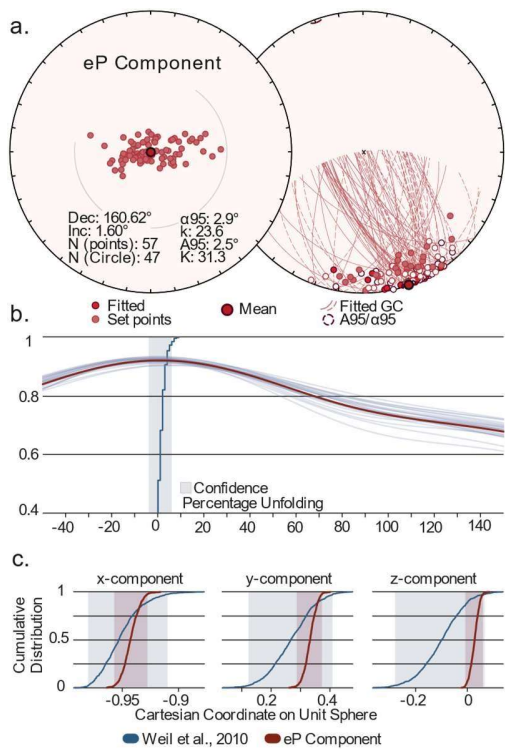 a.
eP Component
Dec: 160.62° α95: 2.9°
Inc: 1.60° k: 23.6
N (points): 57 A95: 2.5°
N (Circle): 47 K: 31.3
x
Fitted Mean Fitted GC
Set points A95/α95
b.
1
0.8
0.6
0.4
Confidence
Percentage Unfolding
-40 -20 0 20 40 60 80 100 120 140
c.
x-component y-component z-component
Cumulative
Distribution
1
0.5
0
-0.95 -0.9 0.2 0.4 -0.2 0
Cartesian Coordinate on Unit Sphere
Weil et al., 2010 eP Component